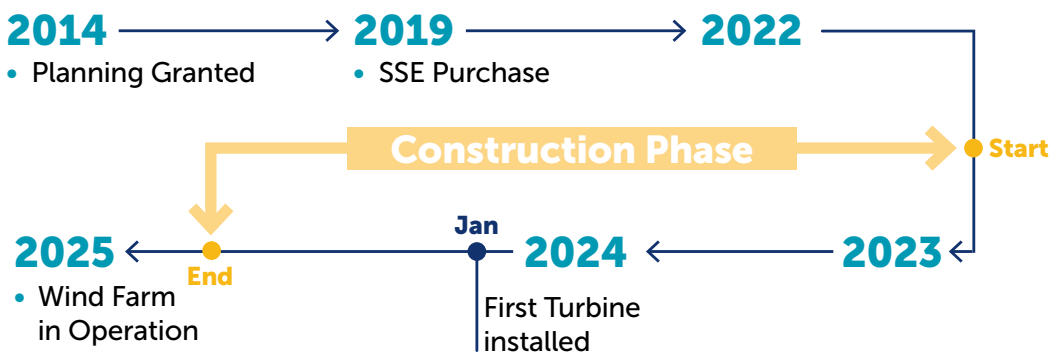 2014
2019
2022
• Planning Granted
• SSE Purchase
Construction Phase
Start
Jan
2025
2024
2023
End
• Wind Farm
in Operation
First Turbine
installed